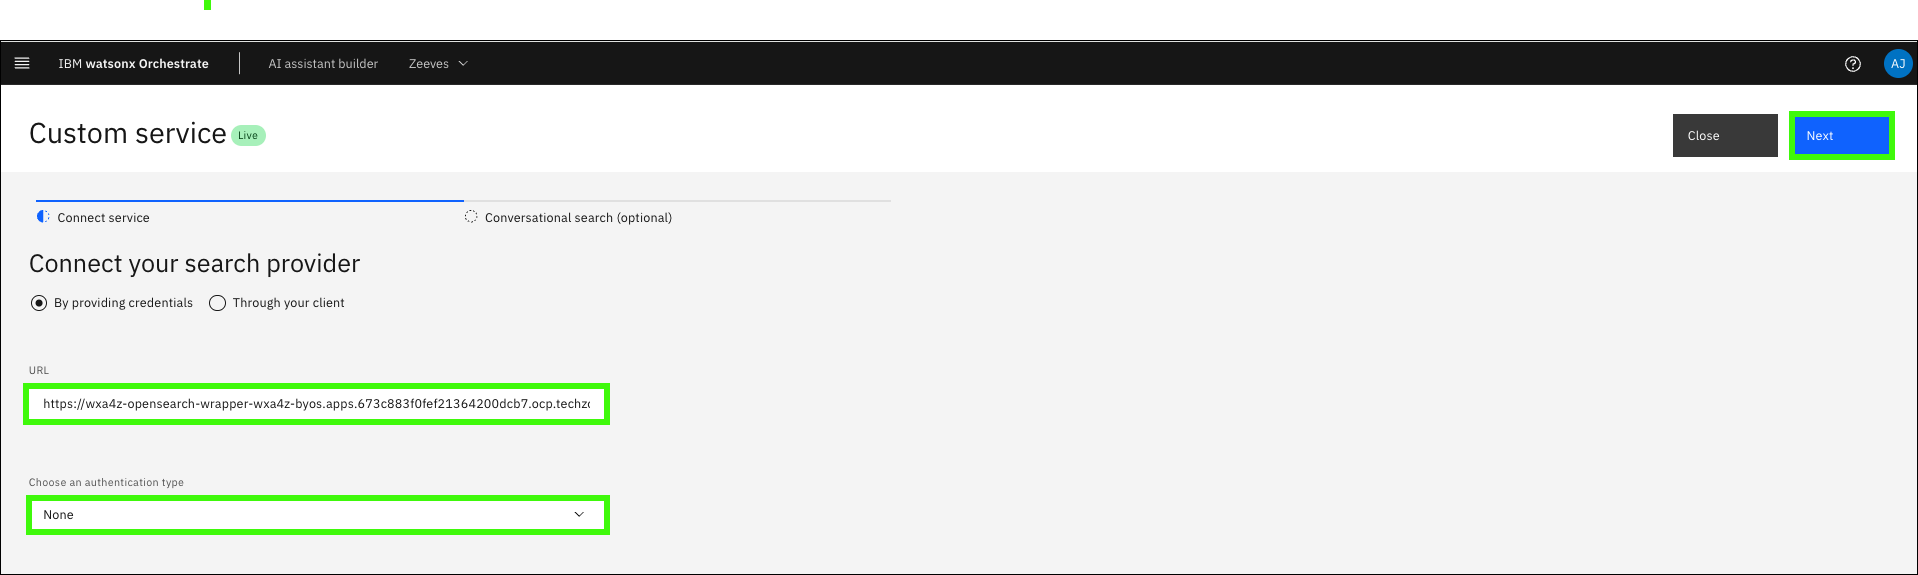 IBM watsonx Orchestrate AI assistant builder Zeeves AJ
Custom service Live Close Next
Connect service Conversational search (optional)
Connect your search provider
By providing credentials Through your client
URL
https://wxa4z-opensearch-wrapper-wxa4z-byos.apps.673c883f0fef21364200dcb7.ocp.techz
Choose an authentication type
None